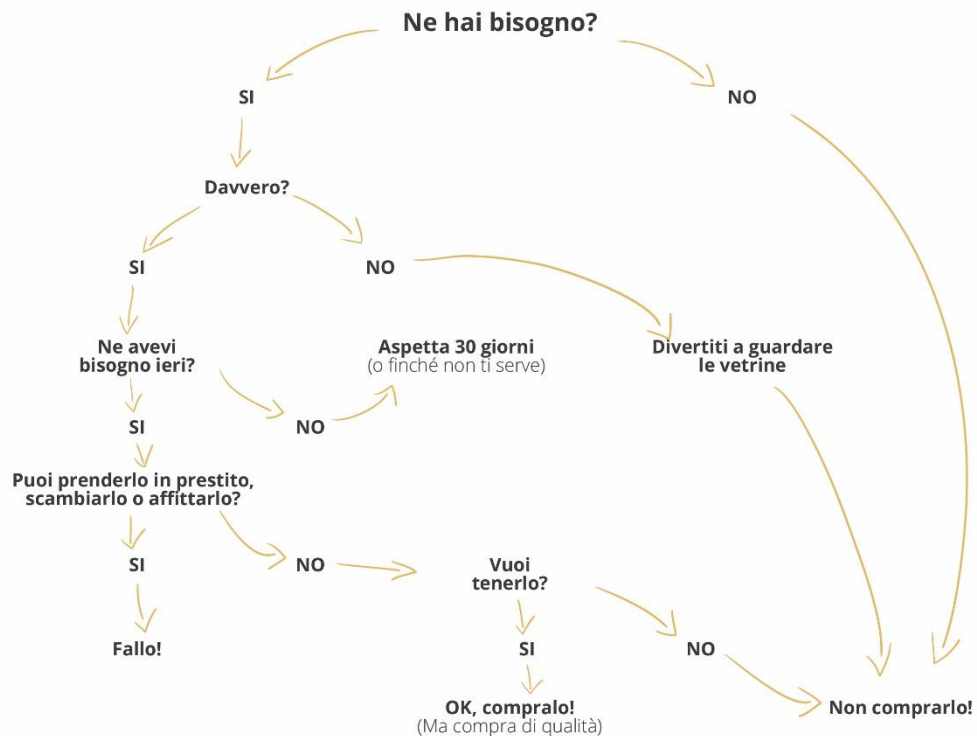 Ne hai bisogno?
SI
NO
Davvero?
SI
NO
Ne avevi
bisogno ieri?
Aspetta 30 giorni
(o finché non ti serve)
Divertiti a guardare
le vetrine
SI
NO
Puoi prenderlo in prestito,
scambiarlo o affittarlo?
SI
NO
Vuoi
tenerlo?
Fallo!
SI
NO
OK, compralo!
(Ma compra di qualità)
Non comprarlo!